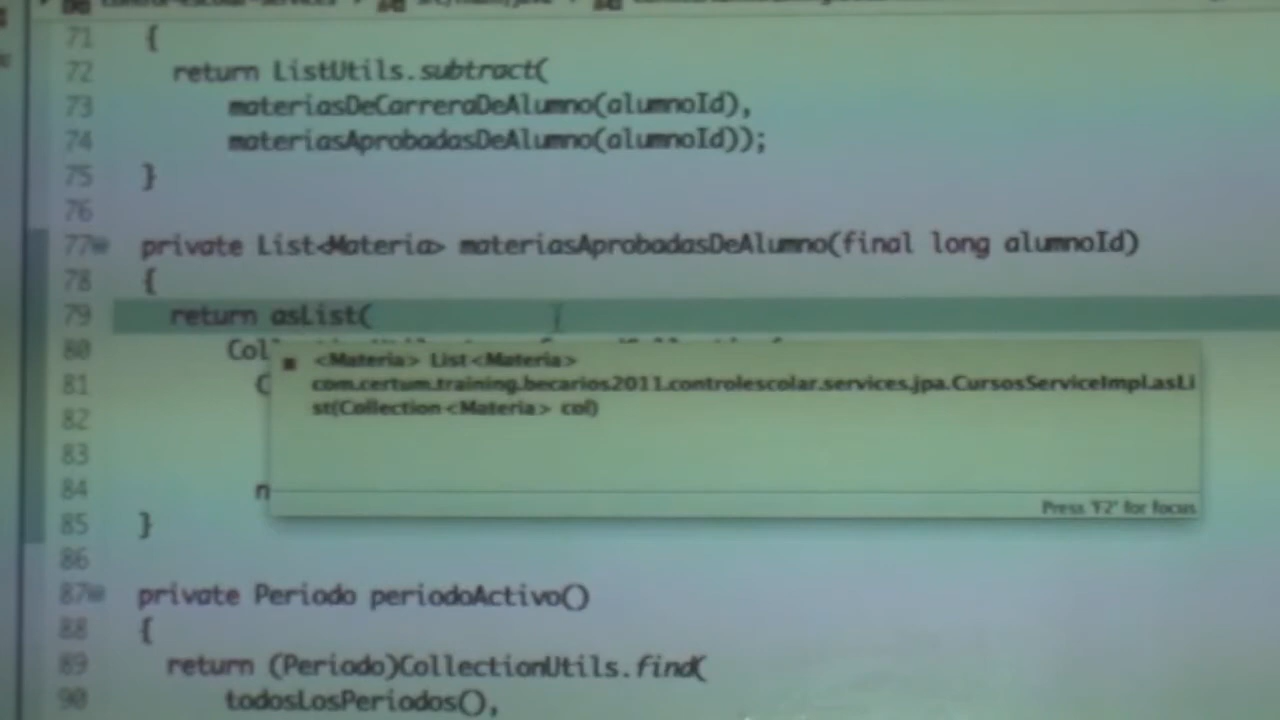 71 {
72 return ListUtils.subtract(
73 materiasDeCarreraDeAlumno(alumnoId),
74 materiasAprobadasDeAlumno(alumnoId));
75 }
76
77 private List<Materia> materiasAprobadasDeAlumno(final long alumnoId)
78 {
79 return asList(
80 Col
<Materia> List<Materia>
81 C
com.certum.training.becarios2011.controlescolar.services.jpa.CursosServiceImpl.asLi
st(Collection<Materia> col)
82
83
84 n
Press 'F2' for focus
85 }
86
87 private Periodo periodoActivo()
88 {
89 return (Periodo)CollectionUtils.find(
90 todosLosPeriodos(),